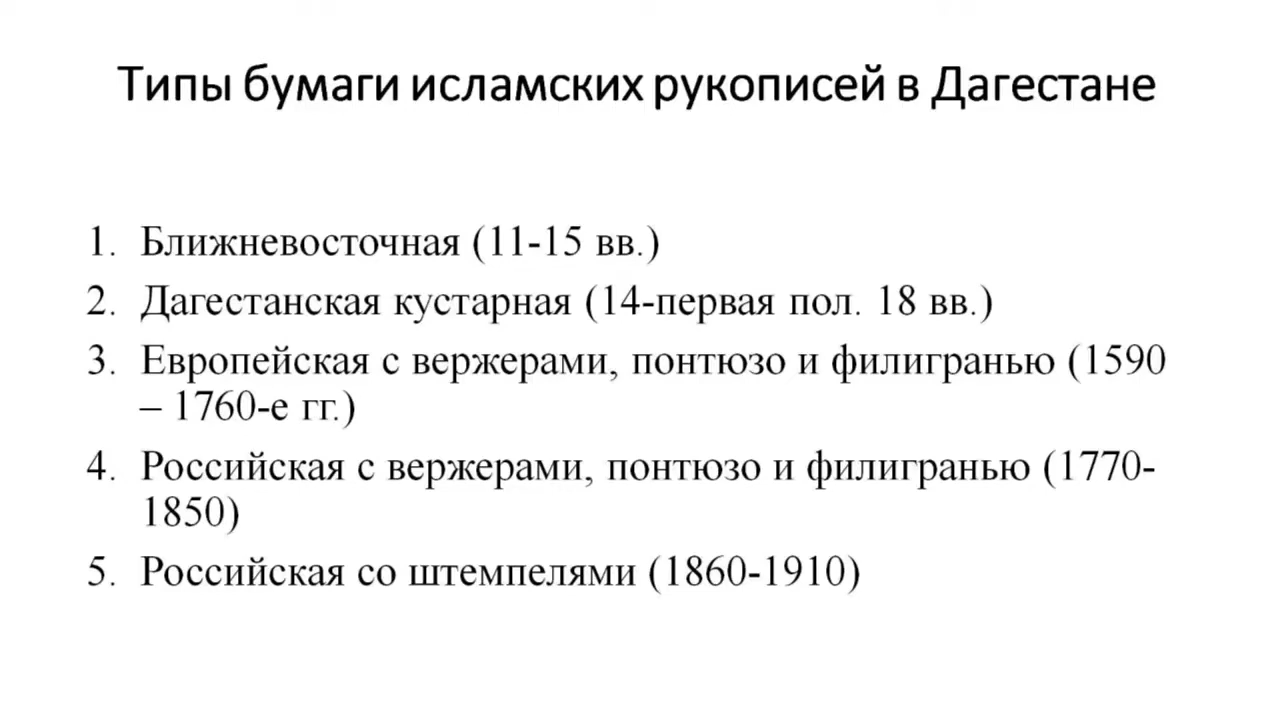 Типы бумаги исламских рукописей в Дагестане
1. Ближневосточная (11-15 вв.)
2. Дагестанская кустарная (14-первая пол. 18 вв.)
3. Европейская с вержерами, понтюзо и филигранью (1590
– 1760-е гг.)
4. Российская с вержерами, понтюзо и филигранью (1770-
1850)
5. Российская со штемпелями (1860-1910)